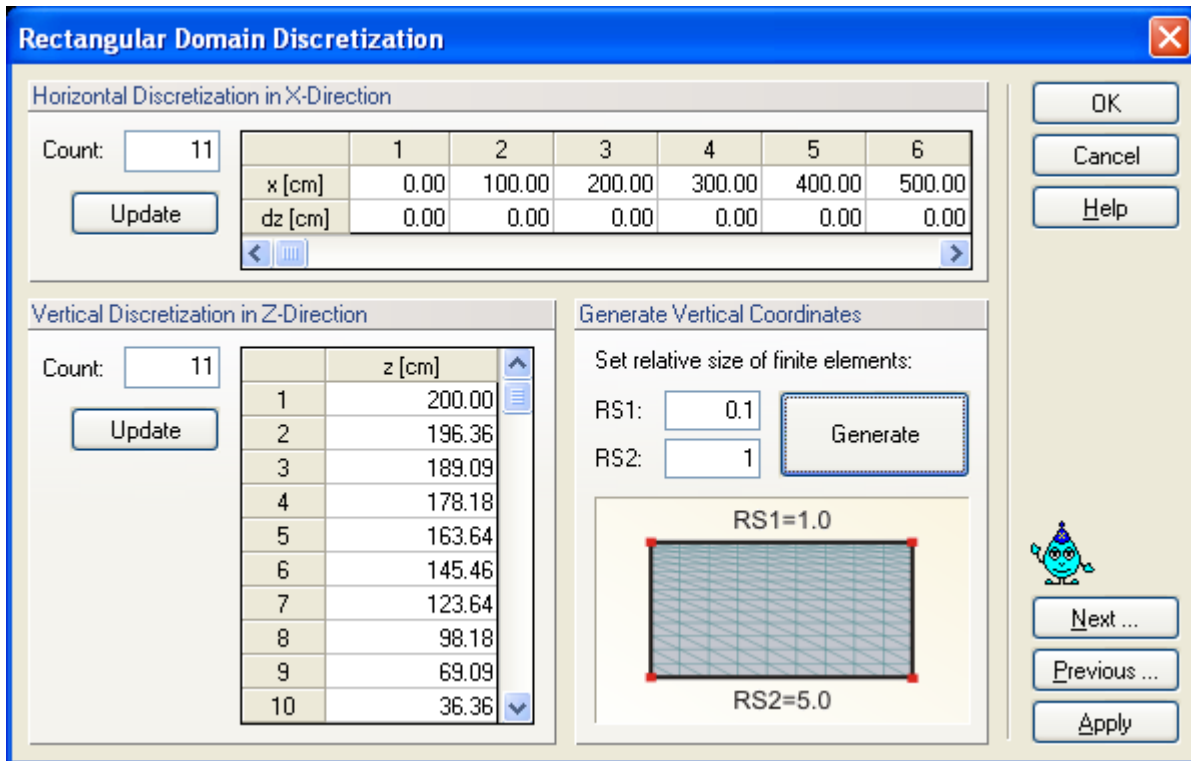 Rectangular Domain Discretization
Horizontal Discretization in X-Direction
Count: 11
Update
1 2 3 4 5 6
x [cm] 0.00 100.00 200.00 300.00 400.00 500.00
dz [cm] 0.00 0.00 0.00 0.00 0.00 0.00
OK
Cancel
Help
Vertical Discretization in Z-Direction
Count: 11
Update
z [cm]
1 200.00
2 196.36
3 189.09
4 178.18
5 163.64
6 145.46
7 123.64
8 98.18
9 69.09
10 36.36
Generate Vertical Coordinates
Set relative size of finite elements:
RS1: 0.1
RS2: 1
Generate
RS1=1.0
RS2=5.0
Next ...
Previous ...
Apply